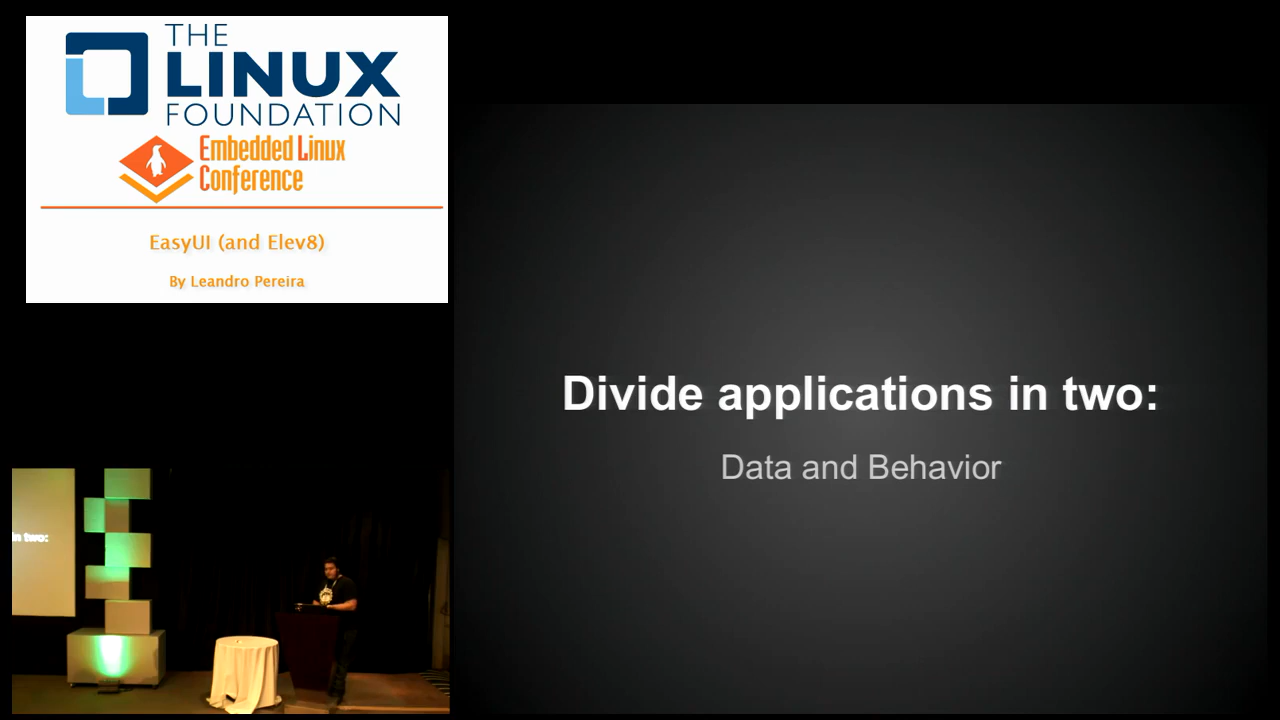 THE
LINUX
FOUNDATION
Embedded Linux
Conference
EasyUI (and Elev8)
By Leandro Pereira
Divide applications in two:
Data and Behavior
in two: